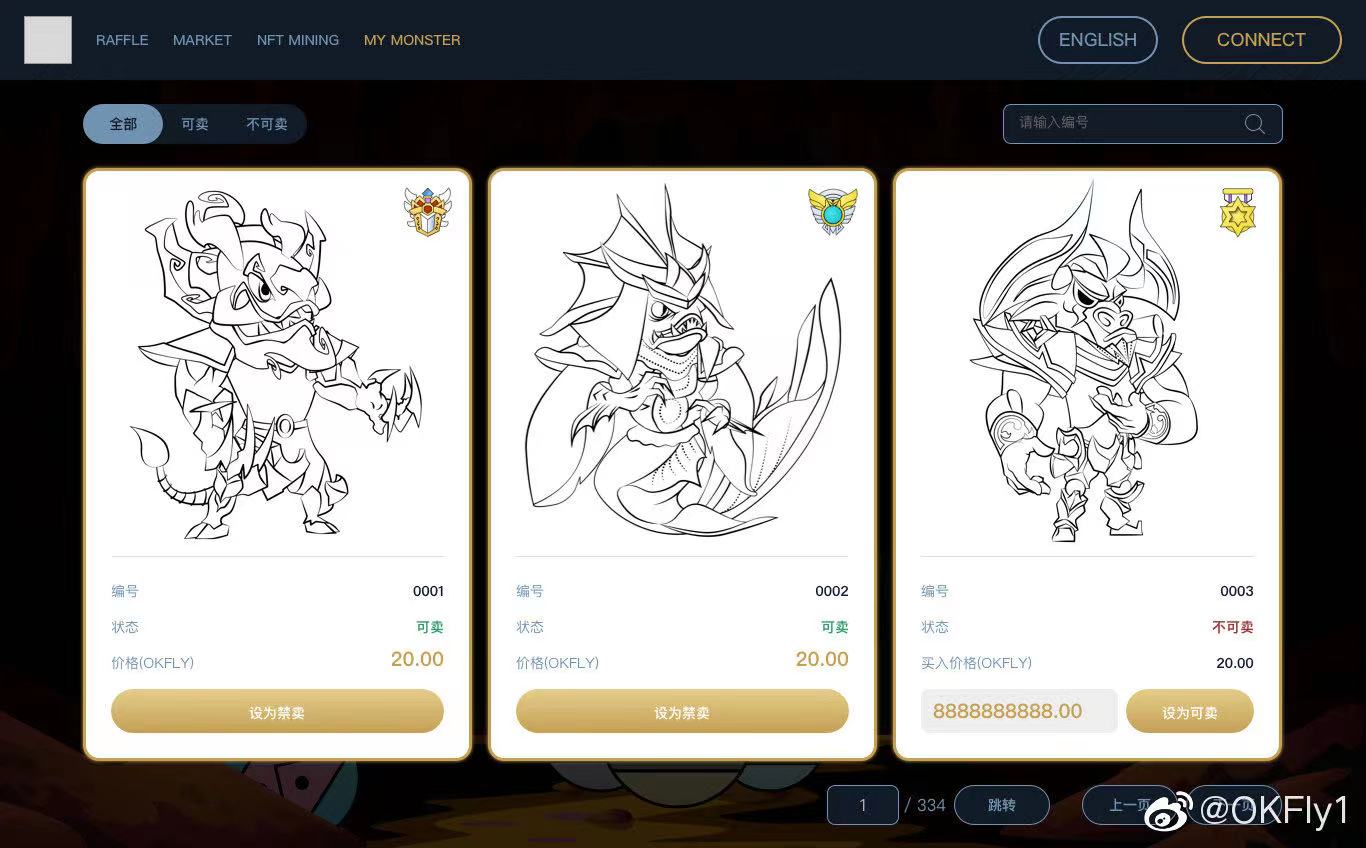 RAFFLE MARKET NFT MINING MY MONSTER ENGLISH CONNECT
全部 可卖 不可卖 请输入编号
编号 0001
状态 可卖
价格(OKFLY) 20.00
设为禁卖
编号 0002
状态 可卖
价格(OKFLY) 20.00
设为禁卖
编号 0003
状态 不可卖
买入价格(OKFLY) 20.00
8888888888.00 设为可卖
1 / 334 跳转 上一页
@OKFly1